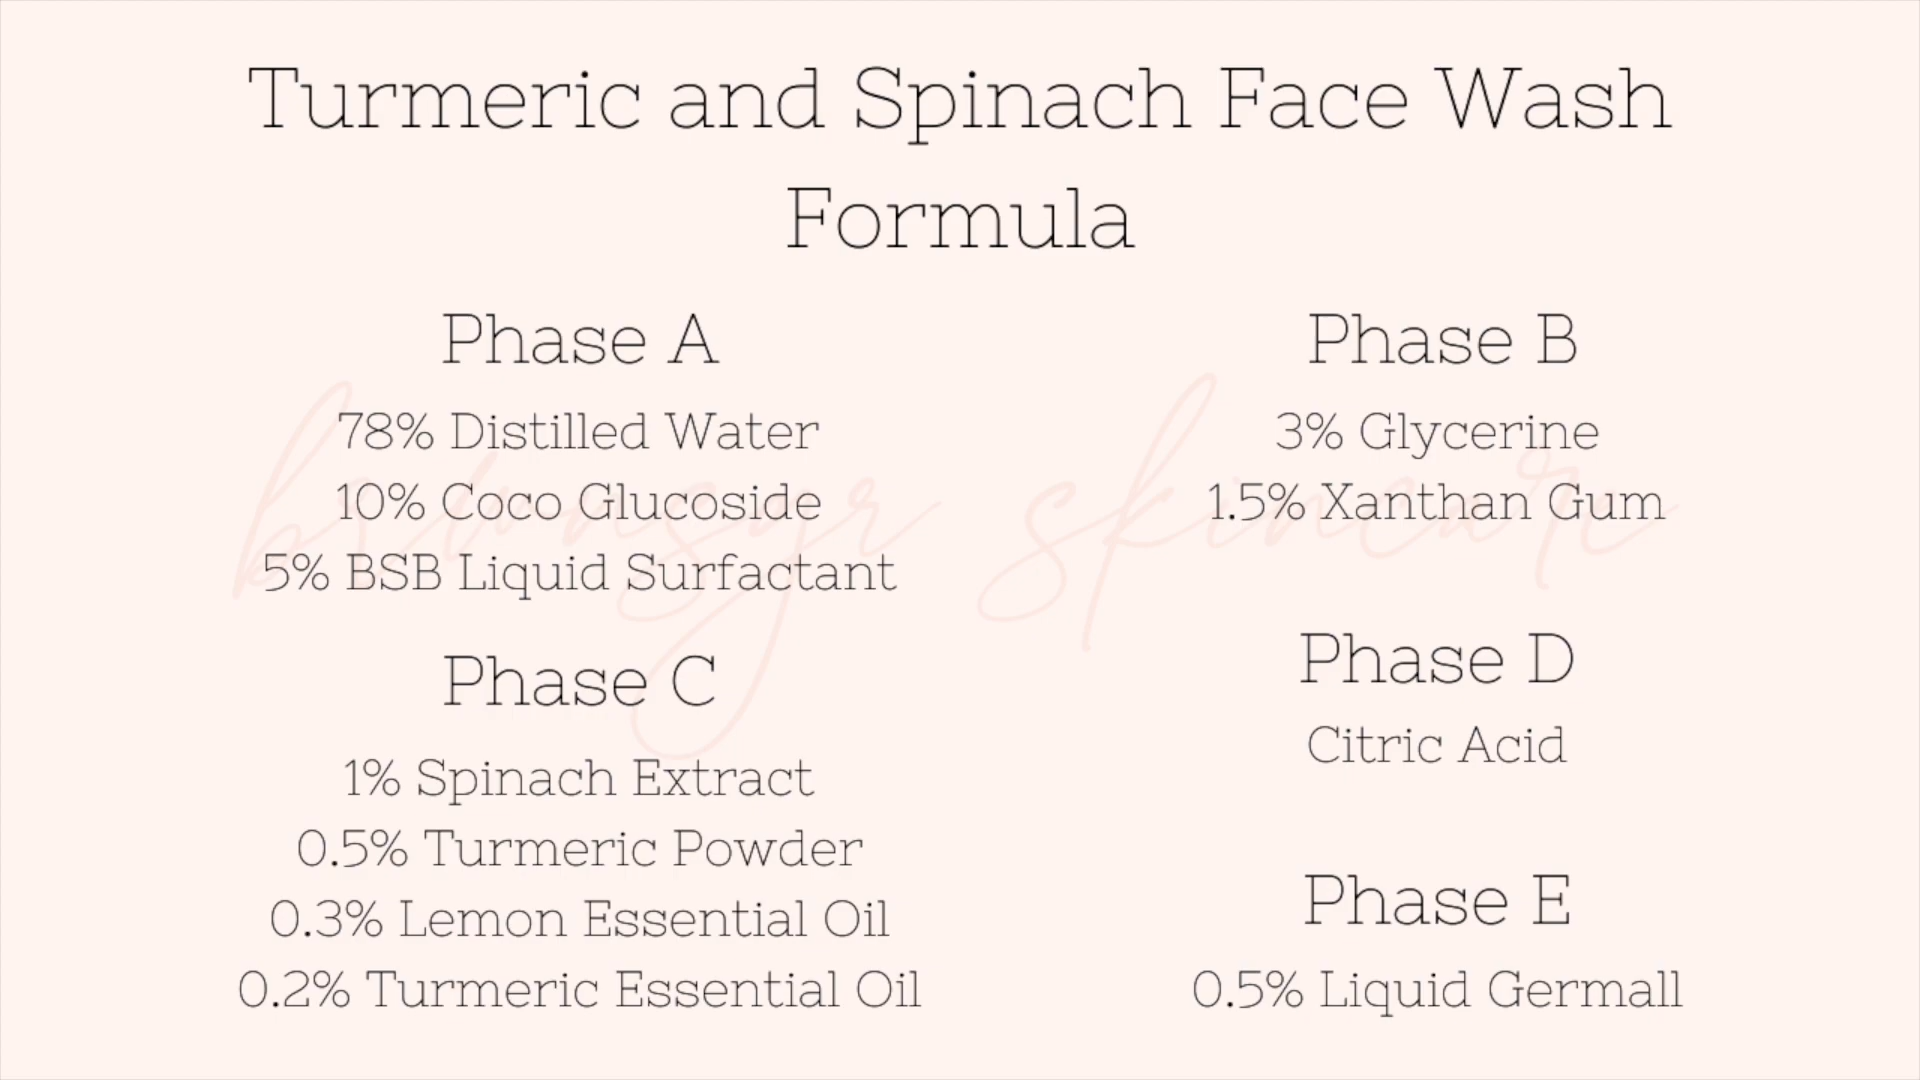 Turmeric and Spinach Face Wash
Formula
Phase A
78% Distilled Water
10% Coco Glucoside
5% BSB Liquid Surfactant
Phase B
3% Glycerine
1.5% Xanthan Gum
Phase C
1% Spinach Extract
0.5% Turmeric Powder
0.3% Lemon Essential Oil
0.2% Turmeric Essential Oil
Phase D
Citric Acid
Phase E
0.5% Liquid Germall
skincare